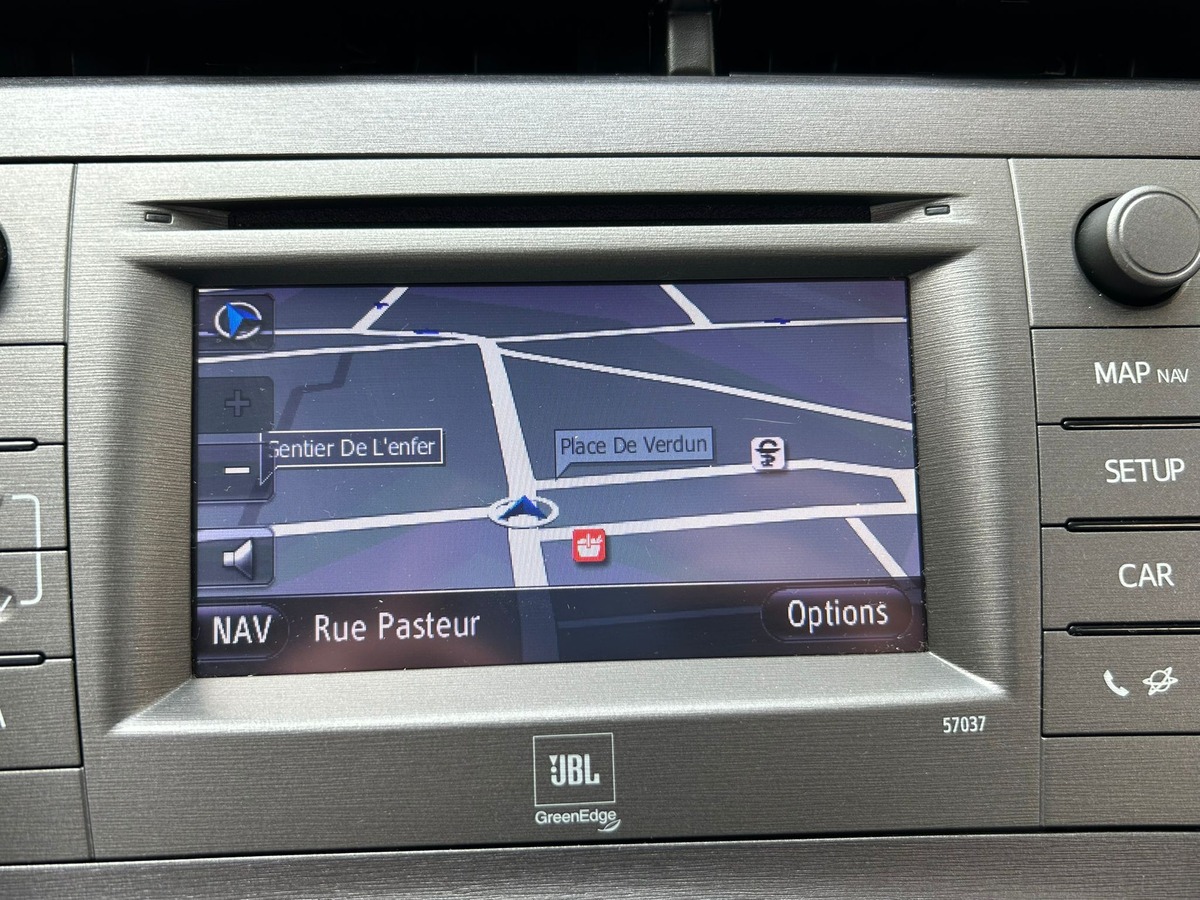 MAP NAV
SETUP
CAR
Sentier De L'enfer
Place De Verdun
NAV
Rue Pasteur
Options
57037
JBL
GreenEdge